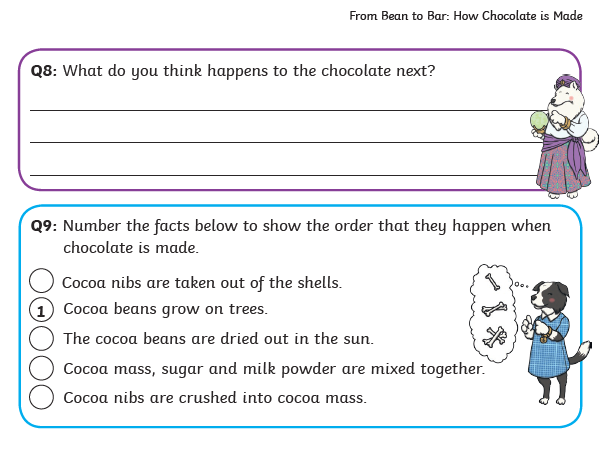 From Bean to Bar: How Chocolate is Made
Q8: What do you think happens to the chocolate next?
Q9: Number the facts below to show the order that they happen when
chocolate is made.
Cocoa nibs are taken out of the shells.
1 Cocoa beans grow on trees.
The cocoa beans are dried out in the sun.
Cocoa mass, sugar and milk powder are mixed together.
Cocoa nibs are crushed into cocoa mass.